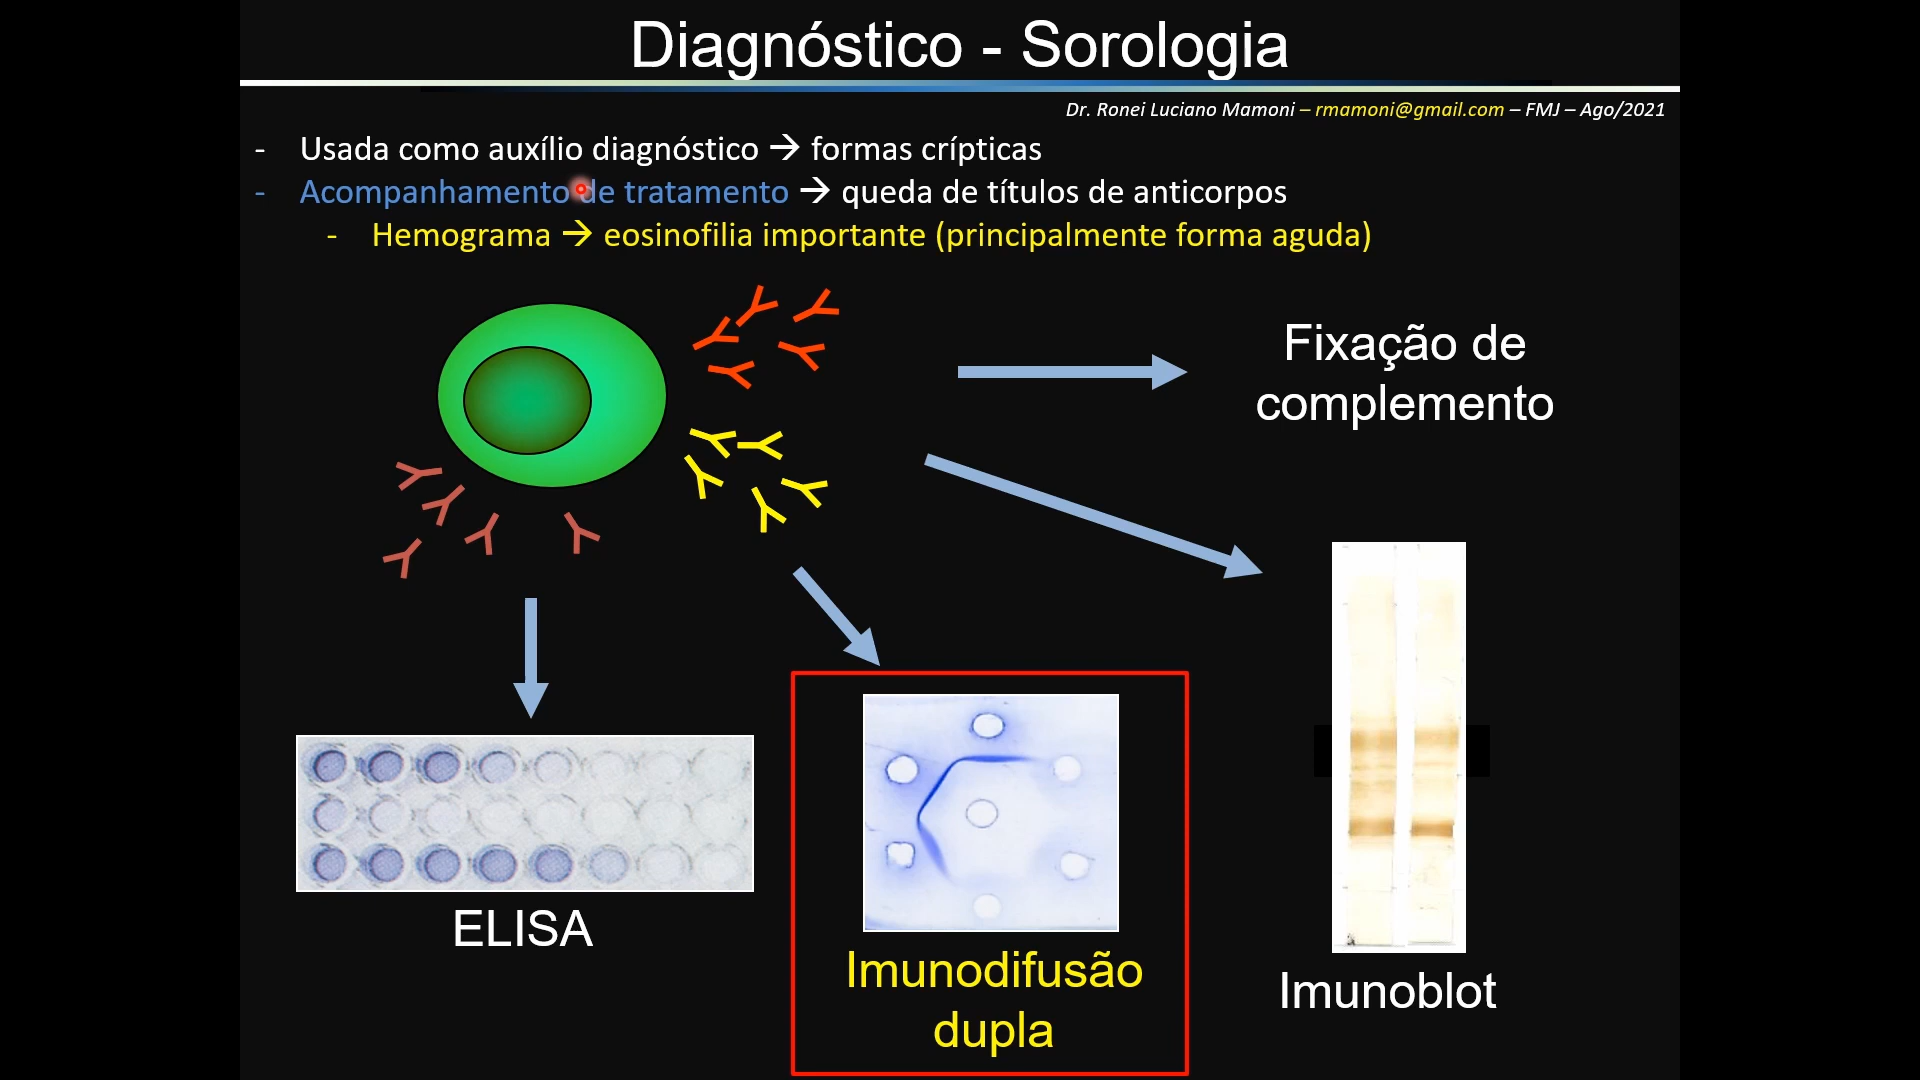 Diagnóstico - Sorologia
Dr. Ronei Luciano Mamoni – rmamoni@gmail.com – FMJ – Ago/2021
- Usada como auxílio diagnóstico → formas crípticas
- Acompanhamento de tratamento → queda de títulos de anticorpos
- Hemograma → eosinofilia importante (principalmente forma aguda)
Fixação de
complemento
ELISA
Imunodifusão
dupla
Imunoblot